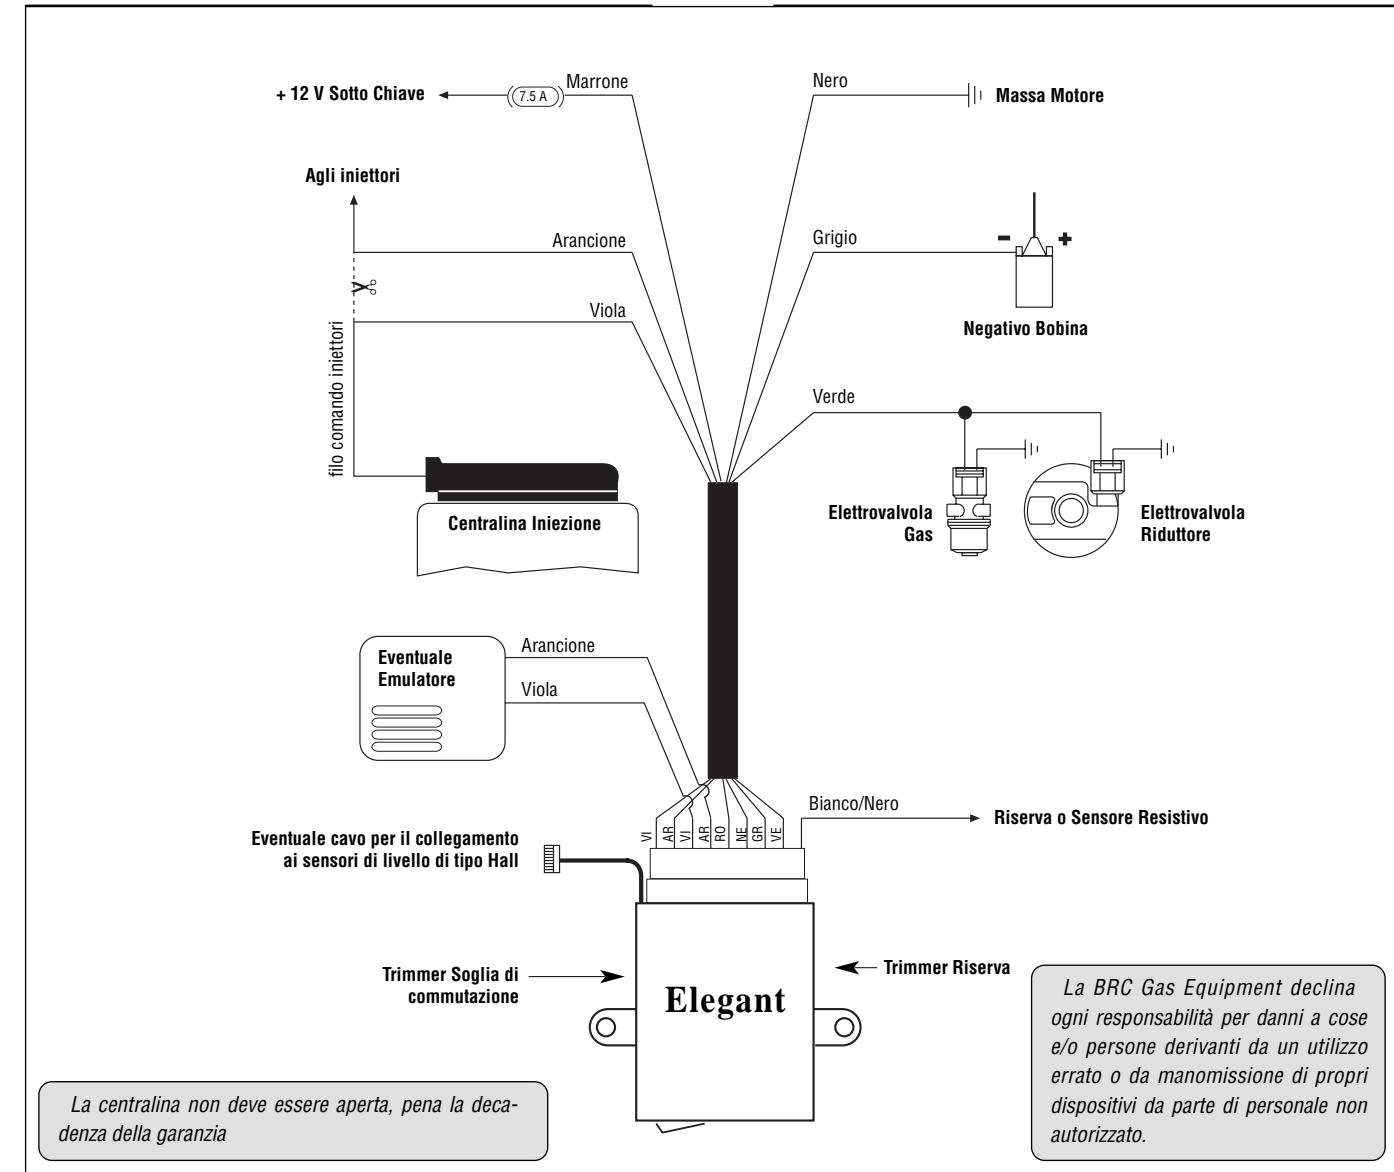 Marrone
+ 12 V Sotto Chiave
7.5 A
Nero
Massa Motore
Agli iniettori
Arancione
Grigio
- +
Viola
Negativo Bobina
filo comando iniettori
Verde
Centralina Iniezione
Elettrovalvola
Gas
Elettrovalvola
Riduttore
Eventuale
Emulatore
Arancione
Viola
VI
AR
VI
AR
RO
NE
GR
VE
Bianco/Nero
Riserva o Sensore Resistivo
Eventuale cavo per il collegamento
ai sensori di livello di tipo Hall
Trimmer Soglia di
commutazione
Trimmer Riserva
Elegant
La BRC Gas Equipment declina
ogni responsabilità per danni a cose
e/o persone derivanti da un utilizzo
errato o da manomissione di propri
dispositivi da parte di personale non
autorizzato.
La centralina non deve essere aperta, pena la deca-
denza della garanzia